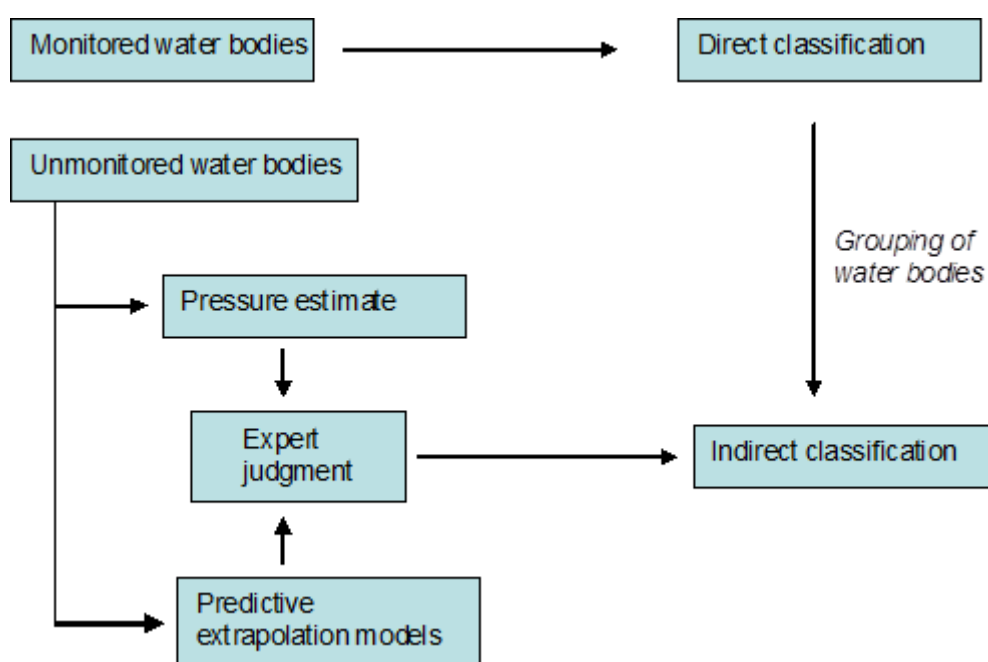 Monitored water bodies
Direct classification
Unmonitored water bodies
Grouping of
water bodies
Pressure estimate
Expert
judgment
Indirect classification
Predictive
extrapolation models